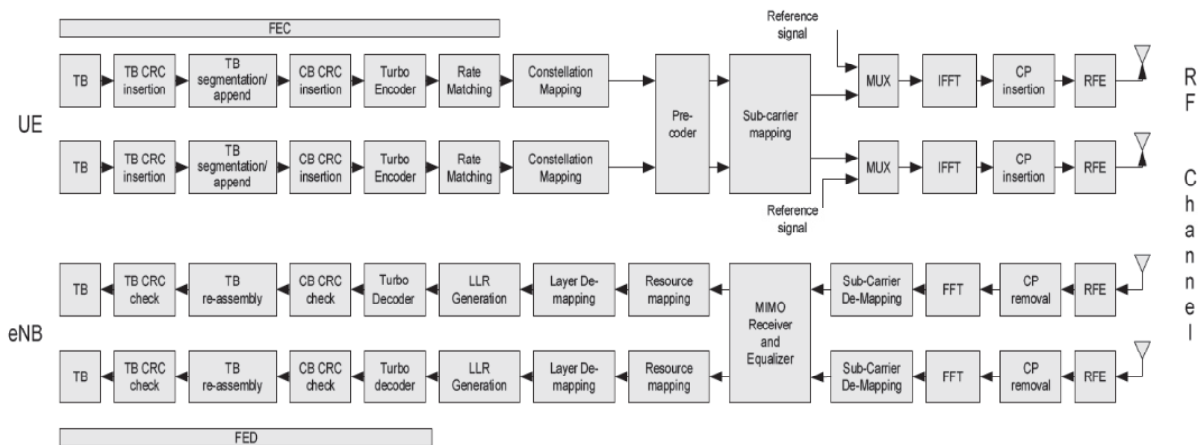 FEC
Reference
signal
TB
TB CRC
insertion
TB
segmentation/
append
CB CRC
insertion
Turbo
Encoder
Rate
Matching
Constellation
Mapping
Pre-
coder
Sub-carrier
mapping
MUX
IFFT
CP
insertion
RFE
UE
TB
TB CRC
insertion
TB
segmentation/
append
CB CRC
insertion
Turbo
Encoder
Rate
Matching
Constellation
Mapping
MUX
IFFT
CP
insertion
RFE
Reference
signal
RF Channel
TB
TB CRC
check
TB
re-assembly
CB CRC
check
Turbo
Decoder
LLR
Generation
Layer De-
mapping
Resource
mapping
MIMO
Receiver
and
Equalizer
Sub-Carrier
De-Mapping
FFT
CP
removal
RFE
eNB
TB
TB CRC
check
TB
re-assembly
CB CRC
check
Turbo
decoder
LLR
Generation
Layer De-
mapping
Resource
mapping
Sub-Carrier
De-Mapping
FFT
CP
removal
RFE
FED